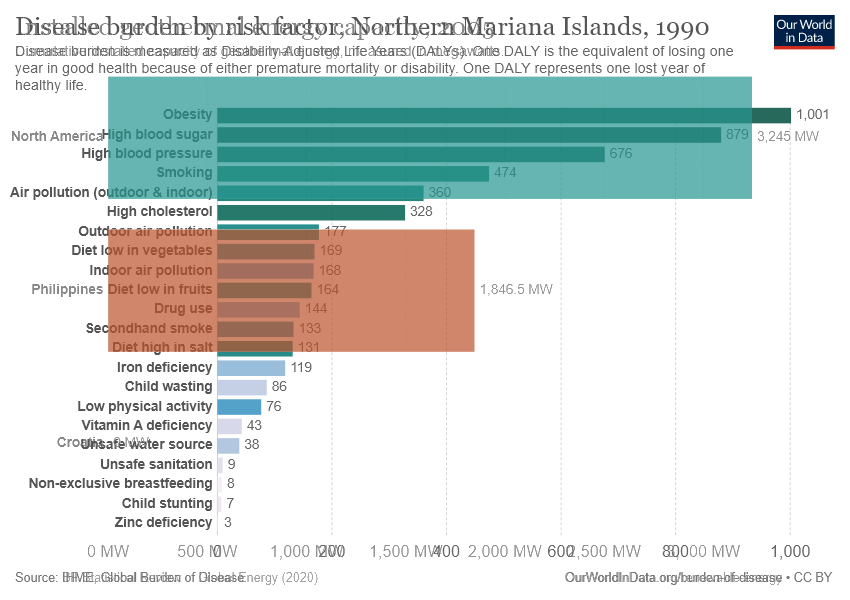 Disease burden by risk factor, Northern Mariana Islands, 1990
Installed geothermal energy capacity, 2005
Our World
in Data
Disease burden is measured as Disability-Adjusted Life Years (DALYs). One DALY is the equivalent of losing one
year in good health because of either premature mortality or disability. One DALY represents one lost year of
healthy life.
Obesity 1,001
High blood sugar 879
North America 3,245 MW
High blood pressure 676
Smoking 474
Air pollution (outdoor & indoor) 360
High cholesterol 328
Outdoor air pollution 177
Diet low in vegetables 169
Indoor air pollution 168
Diet low in fruits 164
Philippines 1,846.5 MW
Drug use 144
Secondhand smoke 133
Diet high in salt 131
Iron deficiency 119
Child wasting 86
Low physical activity 76
Vitamin A deficiency 43
Croatia 0 MW
Unsafe water source 38
Unsafe sanitation 9
Non-exclusive breastfeeding 8
Child stunting 7
Zinc deficiency 3
0 200 400 600 800 1,000
0 MW 500 MW 1,000 MW 1,500 MW 2,000 MW 2,500 MW 3,000 MW
Source: IHME, Global Burden of Disease
OurWorldInData.org/burden-of-disease • CC BY